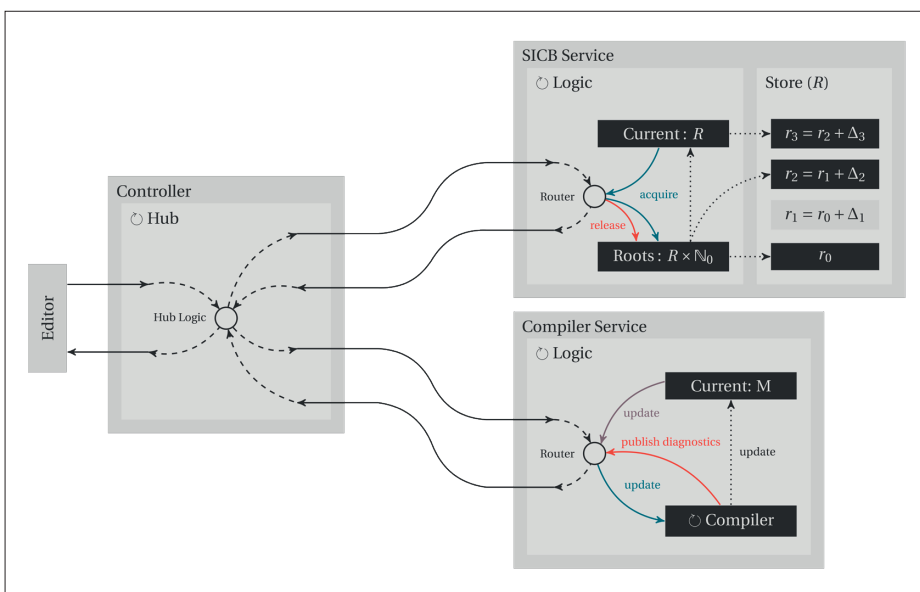 SICB Service
↻ Logic
Store (R)
Current : R
r₃ = r₂ + Δ₃
r₂ = r₁ + Δ₂
Router
acquire
r₁ = r₀ + Δ₁
release
Roots : R × ℕ₀
r₀
Controller
↻ Hub
Editor
Hub Logic
Compiler Service
↻ Logic
Current: M
update
publish diagnostics
Router
update
update
↻ Compiler